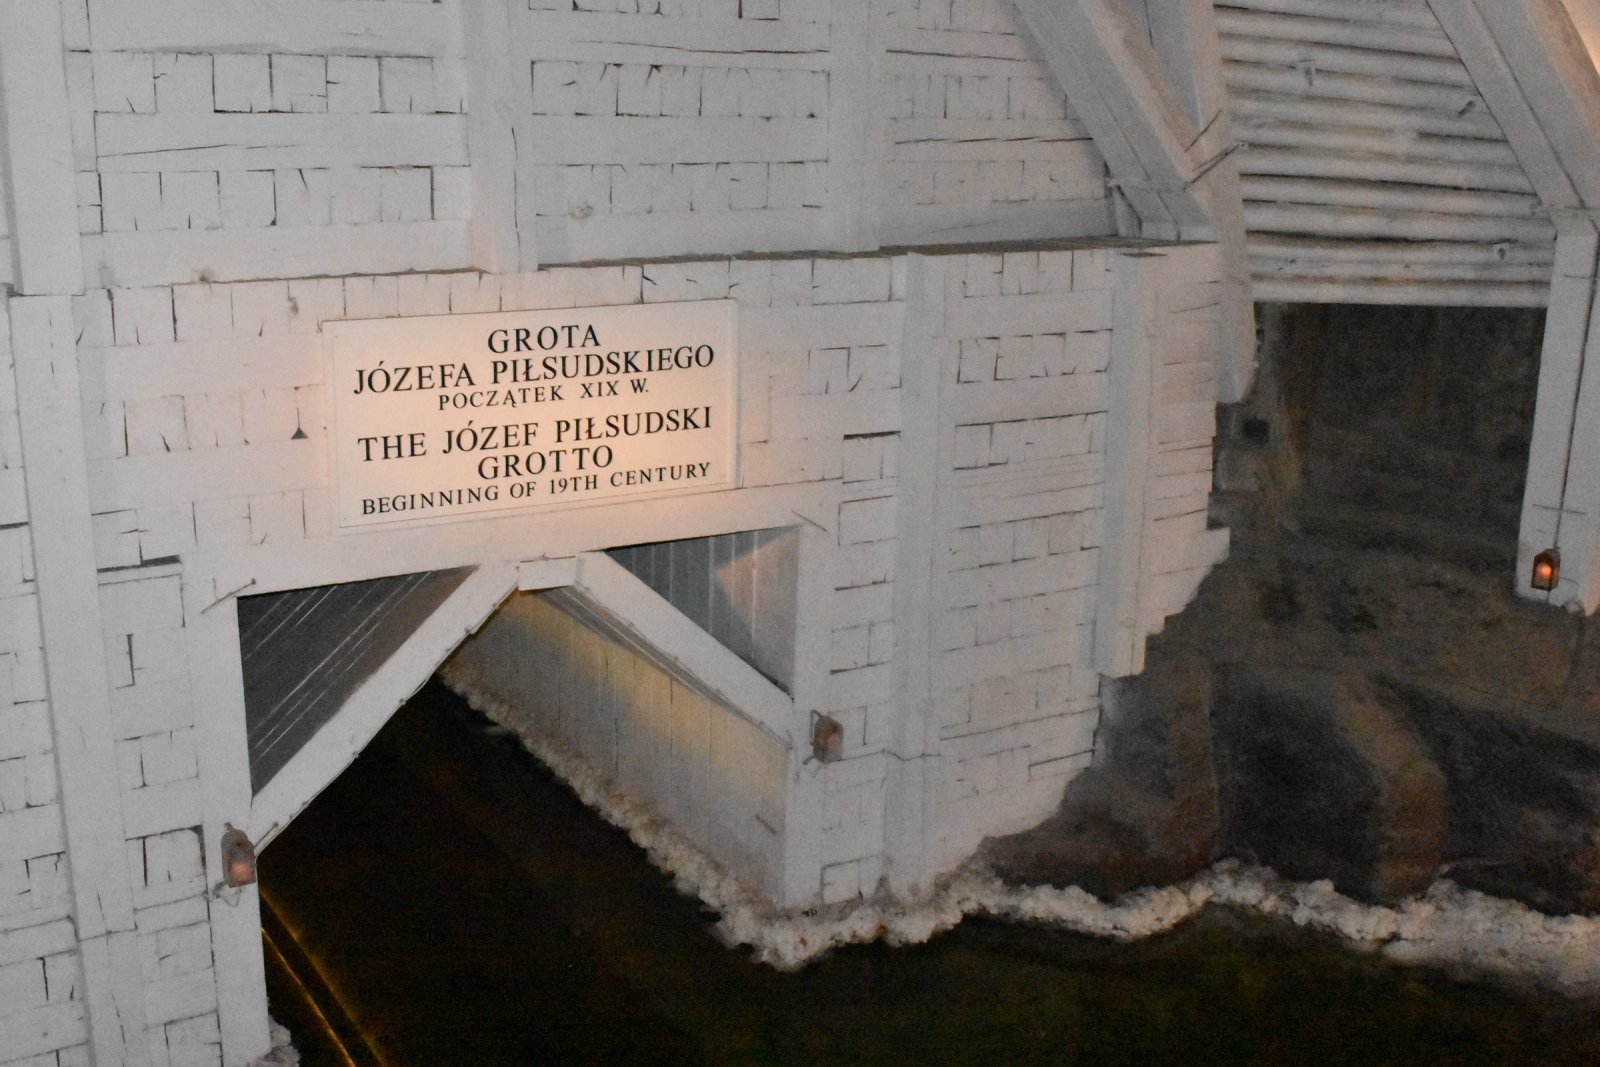 GROTA
JÓZEFA PIŁSUDSKIEGO
POCZĄTEK XIX W.
THE JÓZEF PIŁSUDSKI
GROTTO
BEGINNING OF 19TH CENTURY